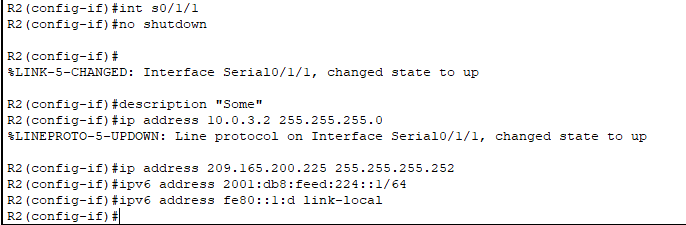 R2(config-if)#int s0/1/1
R2(config-if)#no shutdown
R2(config-if)#
%LINK-5-CHANGED: Interface Serial0/1/1, changed state to up
R2(config-if)#description "Some"
R2(config-if)#ip address 10.0.3.2 255.255.255.0
%LINEPROTO-5-UPDOWN: Line protocol on Interface Serial0/1/1, changed state to up
R2(config-if)#ip address 209.165.200.225 255.255.255.252
R2(config-if)#ipv6 address 2001:db8:feed:224::1/64
R2(config-if)#ipv6 address fe80::1:d link-local
R2(config-if)#